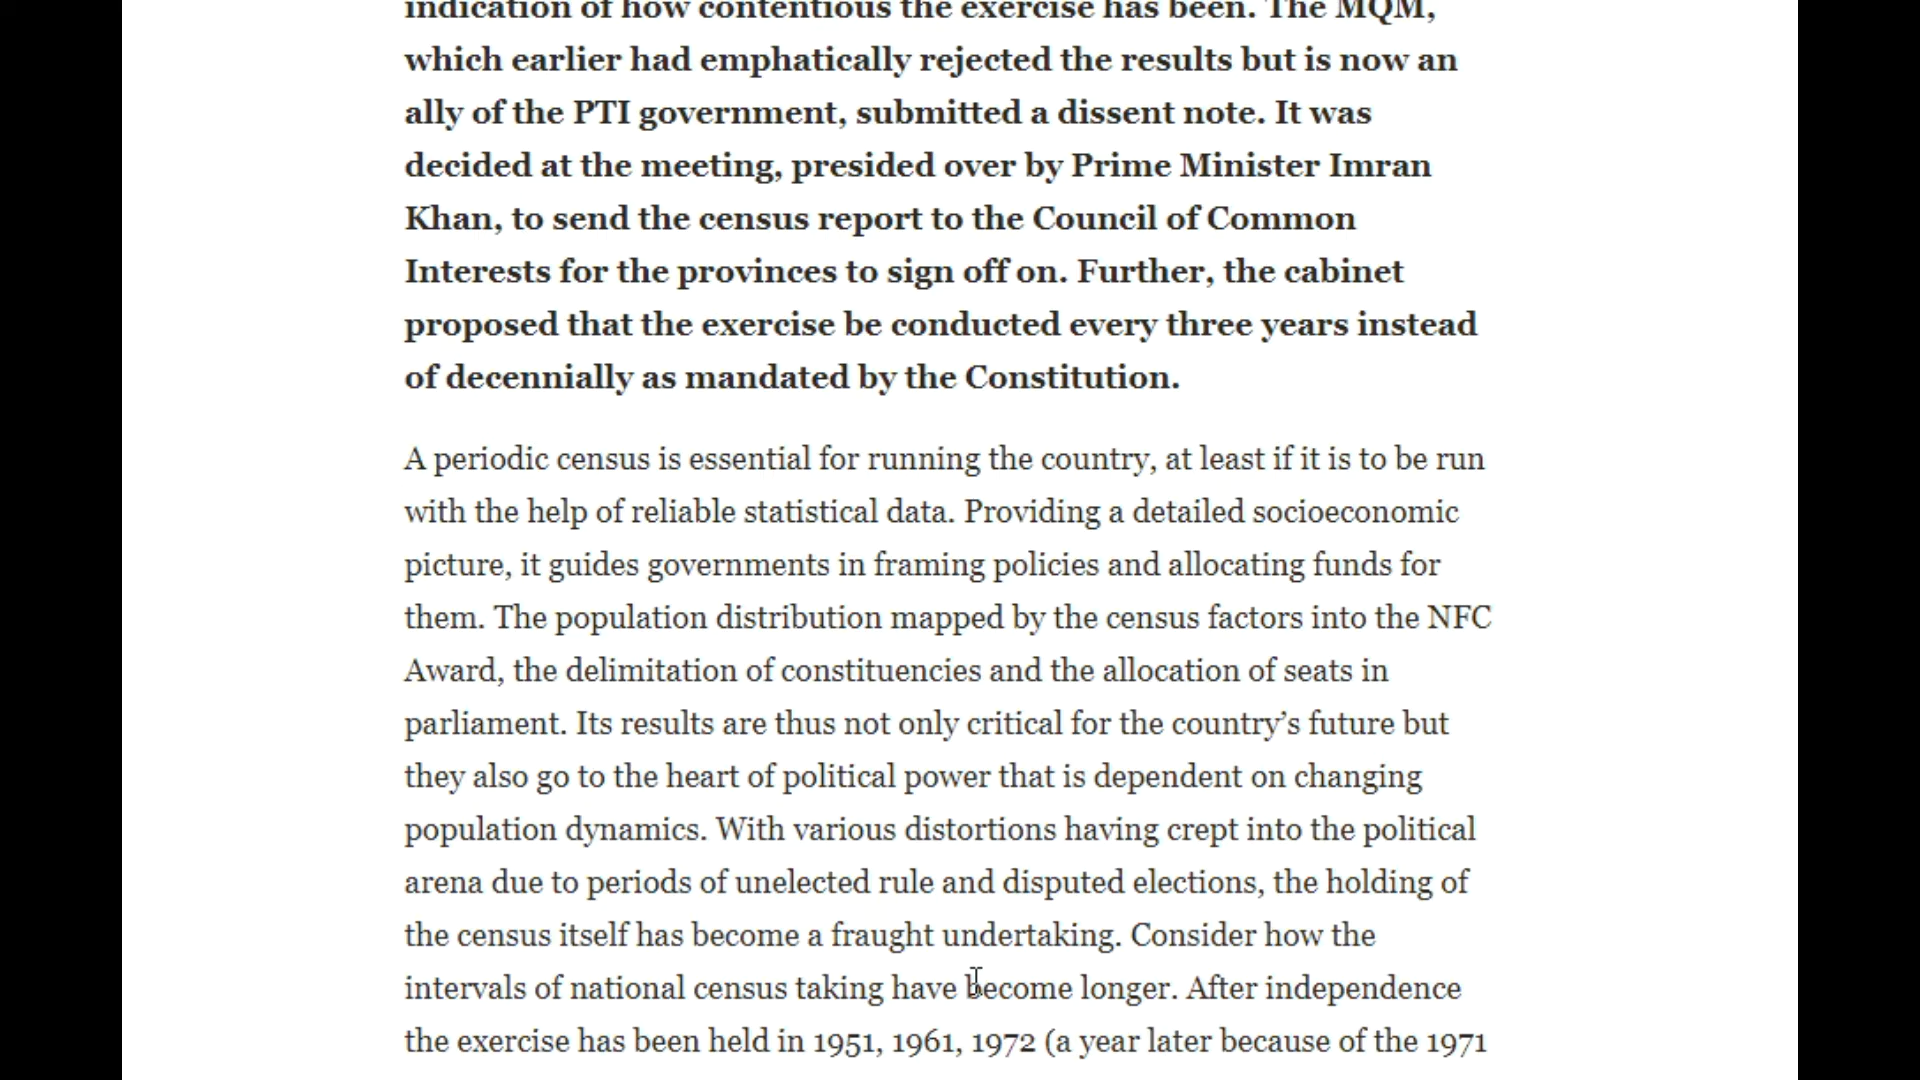 indication of how contentious the exercise has been. The MQM,
which earlier had emphatically rejected the results but is now an
ally of the PTI government, submitted a dissent note. It was
decided at the meeting, presided over by Prime Minister Imran
Khan, to send the census report to the Council of Common
Interests for the provinces to sign off on. Further, the cabinet
proposed that the exercise be conducted every three years instead
of decennially as mandated by the Constitution.
A periodic census is essential for running the country, at least if it is to be run
with the help of reliable statistical data. Providing a detailed socioeconomic
picture, it guides governments in framing policies and allocating funds for
them. The population distribution mapped by the census factors into the NFC
Award, the delimitation of constituencies and the allocation of seats in
parliament. Its results are thus not only critical for the country’s future but
they also go to the heart of political power that is dependent on changing
population dynamics. With various distortions having crept into the political
arena due to periods of unelected rule and disputed elections, the holding of
the census itself has become a fraught undertaking. Consider how the
intervals of national census taking have become longer. After independence
the exercise has been held in 1951, 1961, 1972 (a year later because of the 1971